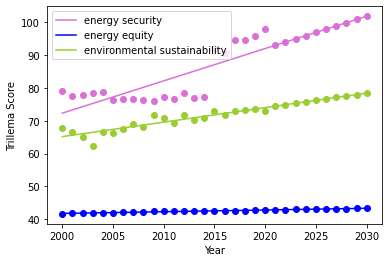 energy security
energy equity
environmental sustainability
Trillema Score
100
90
80
70
60
50
40
2000 2005 2010 2015 2020 2025 2030
Year